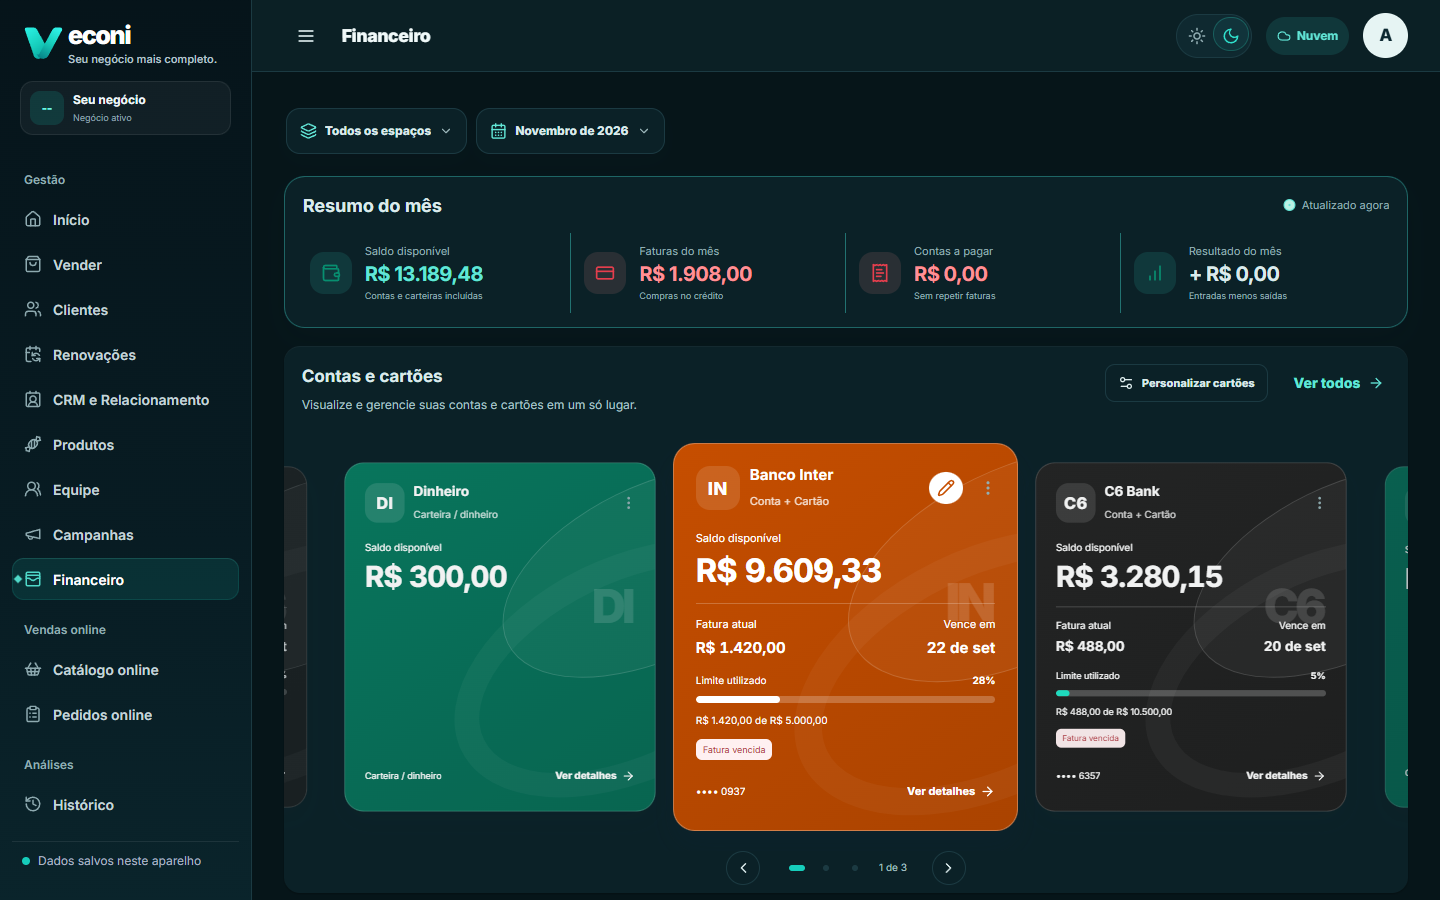 Veconi
Seu negócio mais completo.
--
Seu negócio
Negócio ativo
Gestão
Início
Vender
Clientes
Renovações
CRM e Relacionamento
Produtos
Equipe
Campanhas
Financeiro
Vendas online
Catálogo online
Pedidos online
Análises
Histórico
Dados salvos neste aparelho
Financeiro
Nuvem
A
Todos os espaços
Novembro de 2026
Resumo do mês
Atualizado agora
Saldo disponível
R$ 13.189,48
Contas e carteiras incluídas
Faturas do mês
R$ 1.908,00
Compras no crédito
Contas a pagar
R$ 0,00
Sem repetir faturas
Resultado do mês
+ R$ 0,00
Entradas menos saídas
Contas e cartões
Visualize e gerencie suas contas e cartões em um só lugar.
Personalizar cartões
Ver todos
DI
Dinheiro
Carteira / dinheiro
Saldo disponível
R$ 300,00
DI
Carteira / dinheiro
Ver detalhes
IN
Banco Inter
Conta + Cartão
Saldo disponível
R$ 9.609,33
IN
Fatura atual
Vence em
R$ 1.420,00
22 de set
Limite utilizado
28%
R$ 1.420,00 de R$ 5.000,00
Fatura vencida
•••• 0937
Ver detalhes
C6
C6 Bank
Conta + Cartão
Saldo disponível
R$ 3.280,15
C6
Fatura atual
Vence em
R$ 488,00
20 de set
Limite utilizado
5%
R$ 488,00 de R$ 10.500,00
Fatura vencida
•••• 6357
Ver detalhes
1 de 3